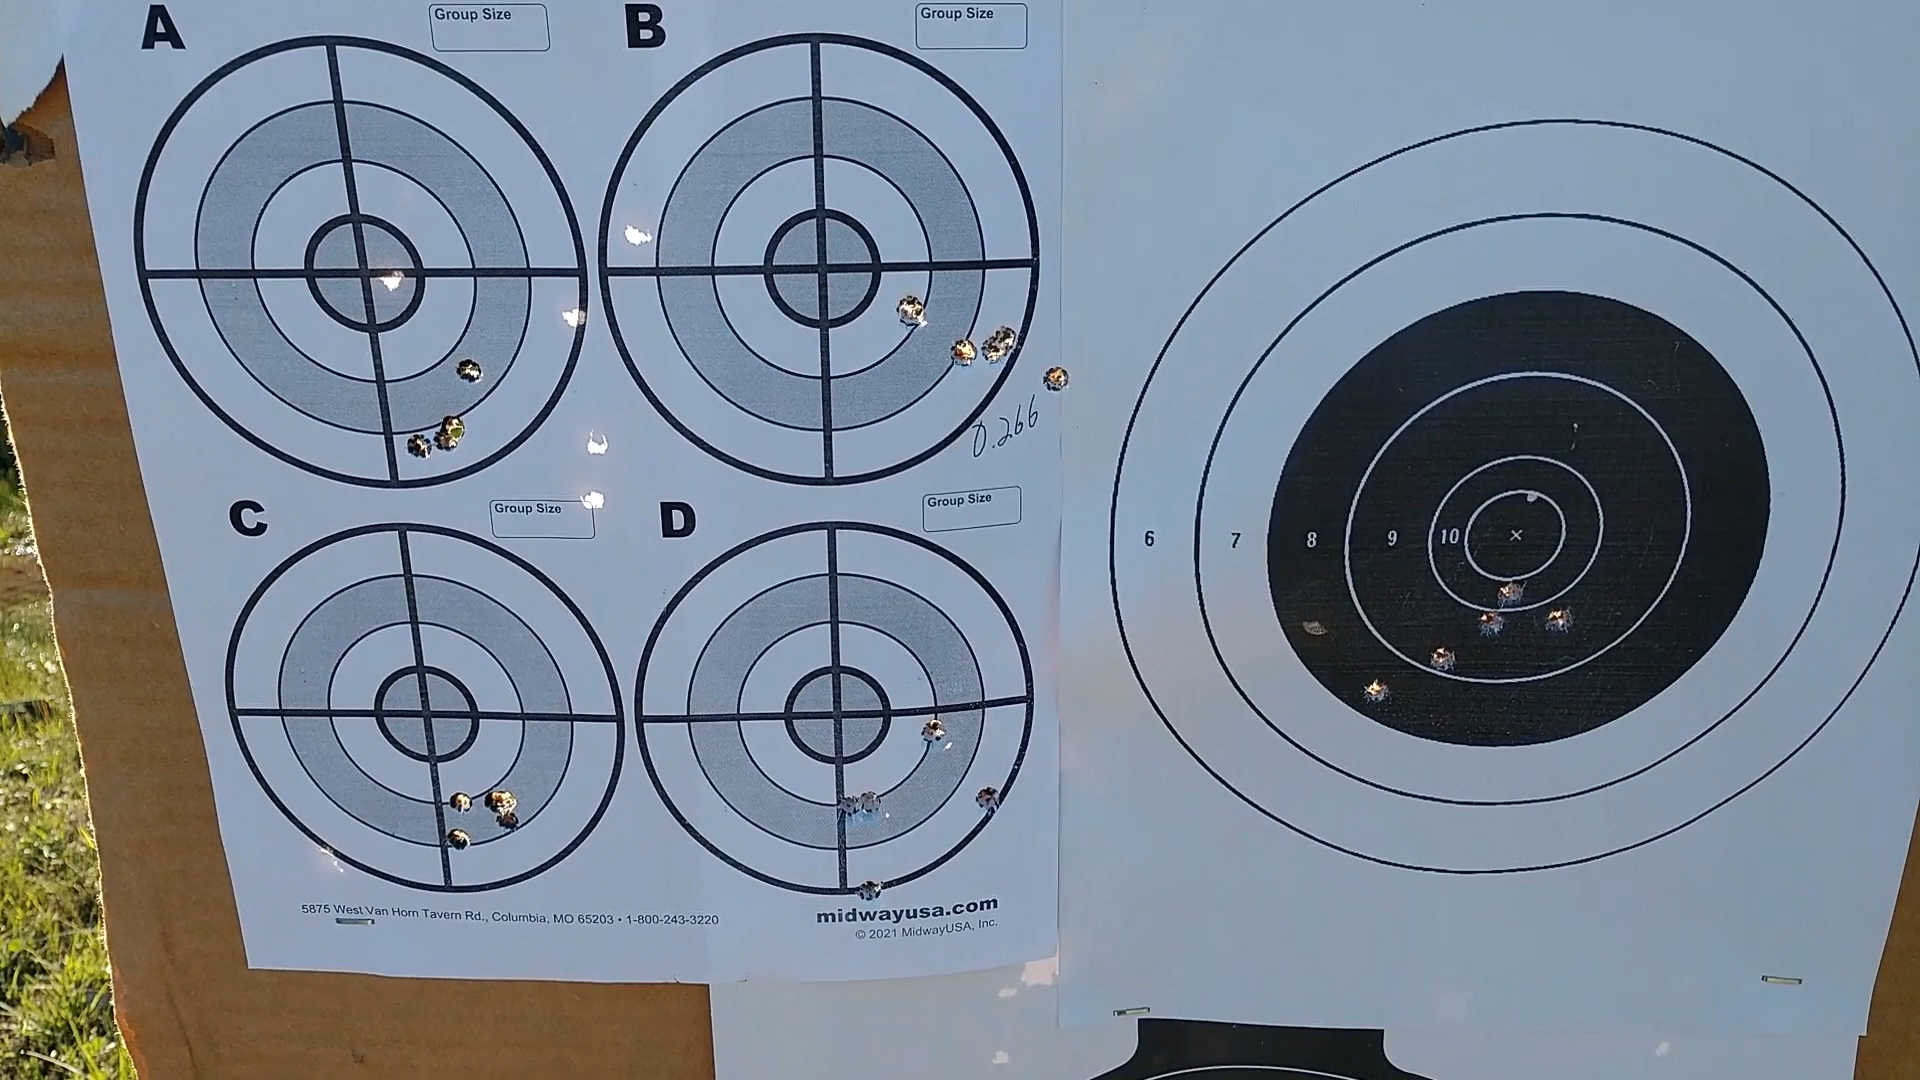 A
Group Size
B
Group Size
0.266
C
Group Size
D
Group Size
6 7 8 9 10 x
5875 West Van Horn Tavern Rd., Columbia, MO 65203 • 1-800-243-3220
midwayusa.com
© 2021 MidwayUSA, Inc.